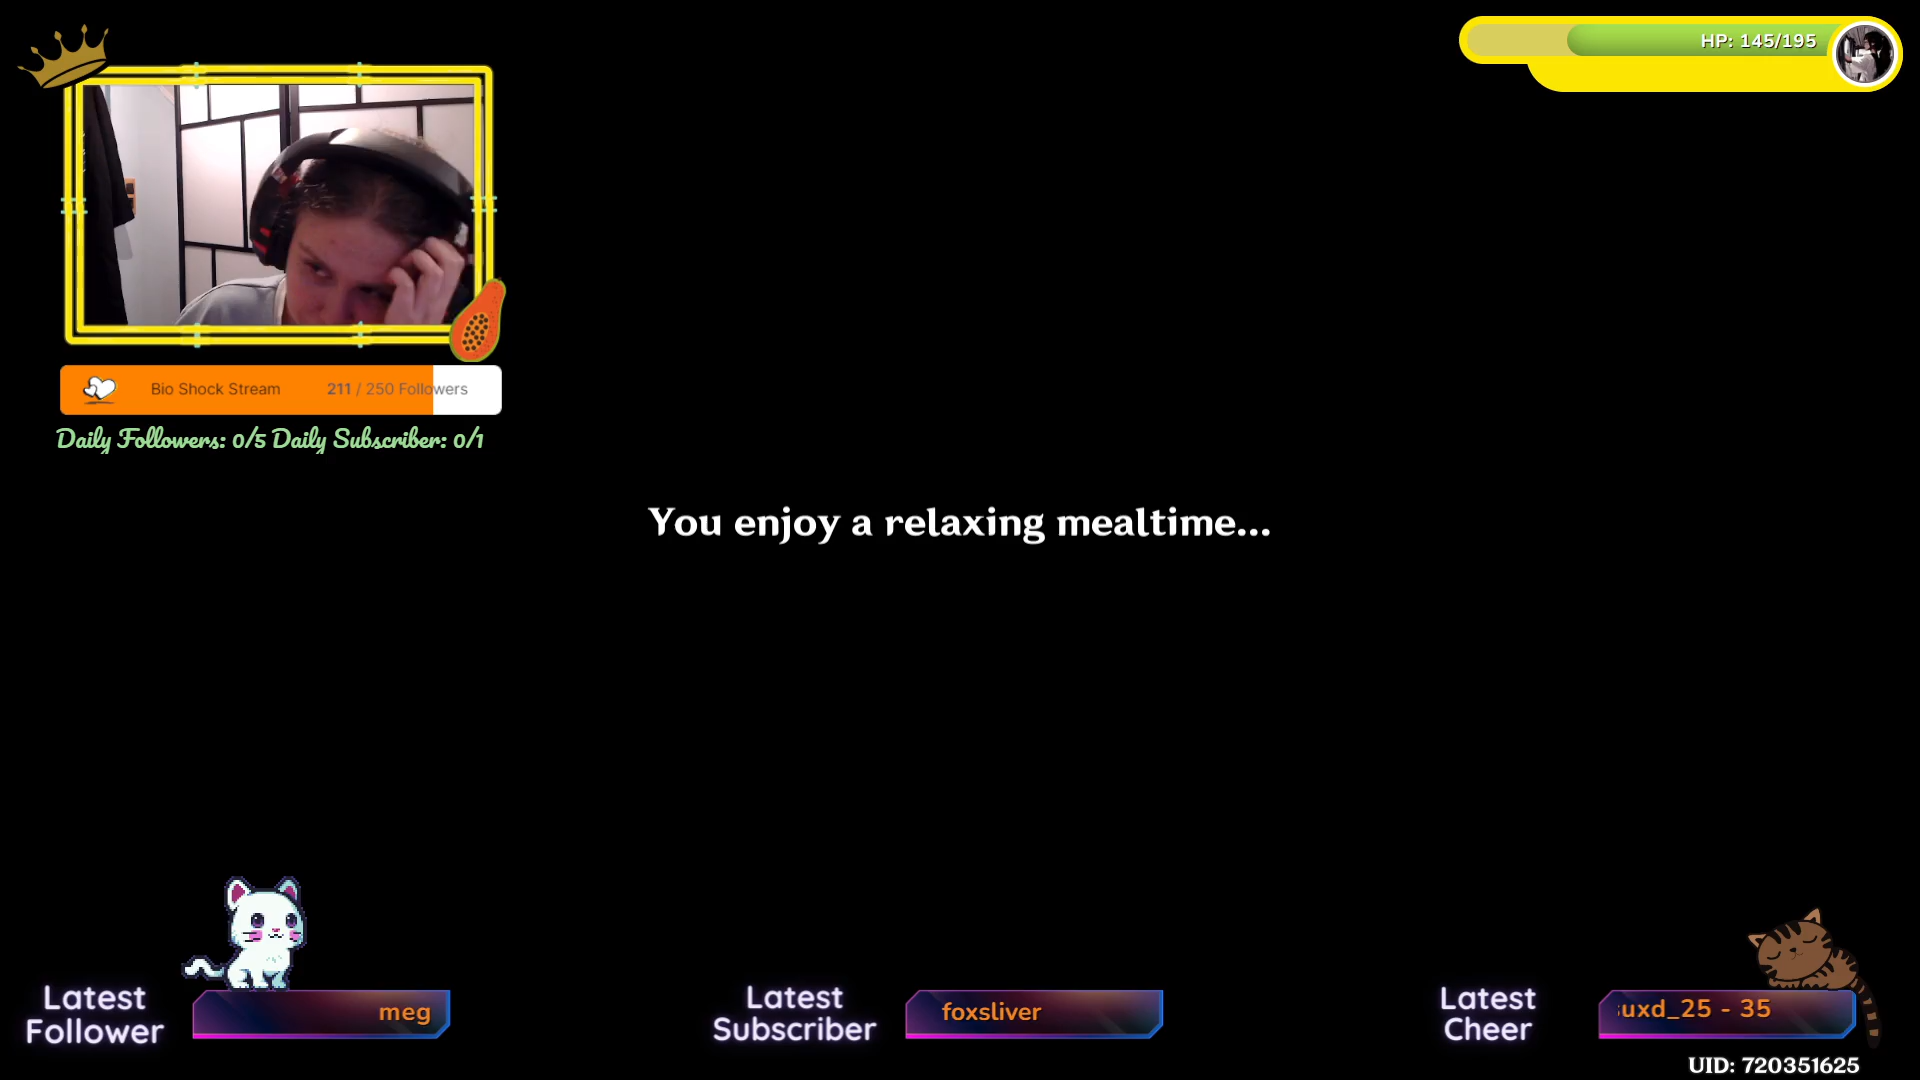 HP: 145/195
Bio Shock Stream 211 / 250 Followers
Daily Followers: 0/5 Daily Subscriber: 0/1
You enjoy a relaxing mealtime...
Latest
Follower
meg
Latest
Subscriber
foxsliver
Latest
Cheer
uxd_25 - 35
UID: 720351625